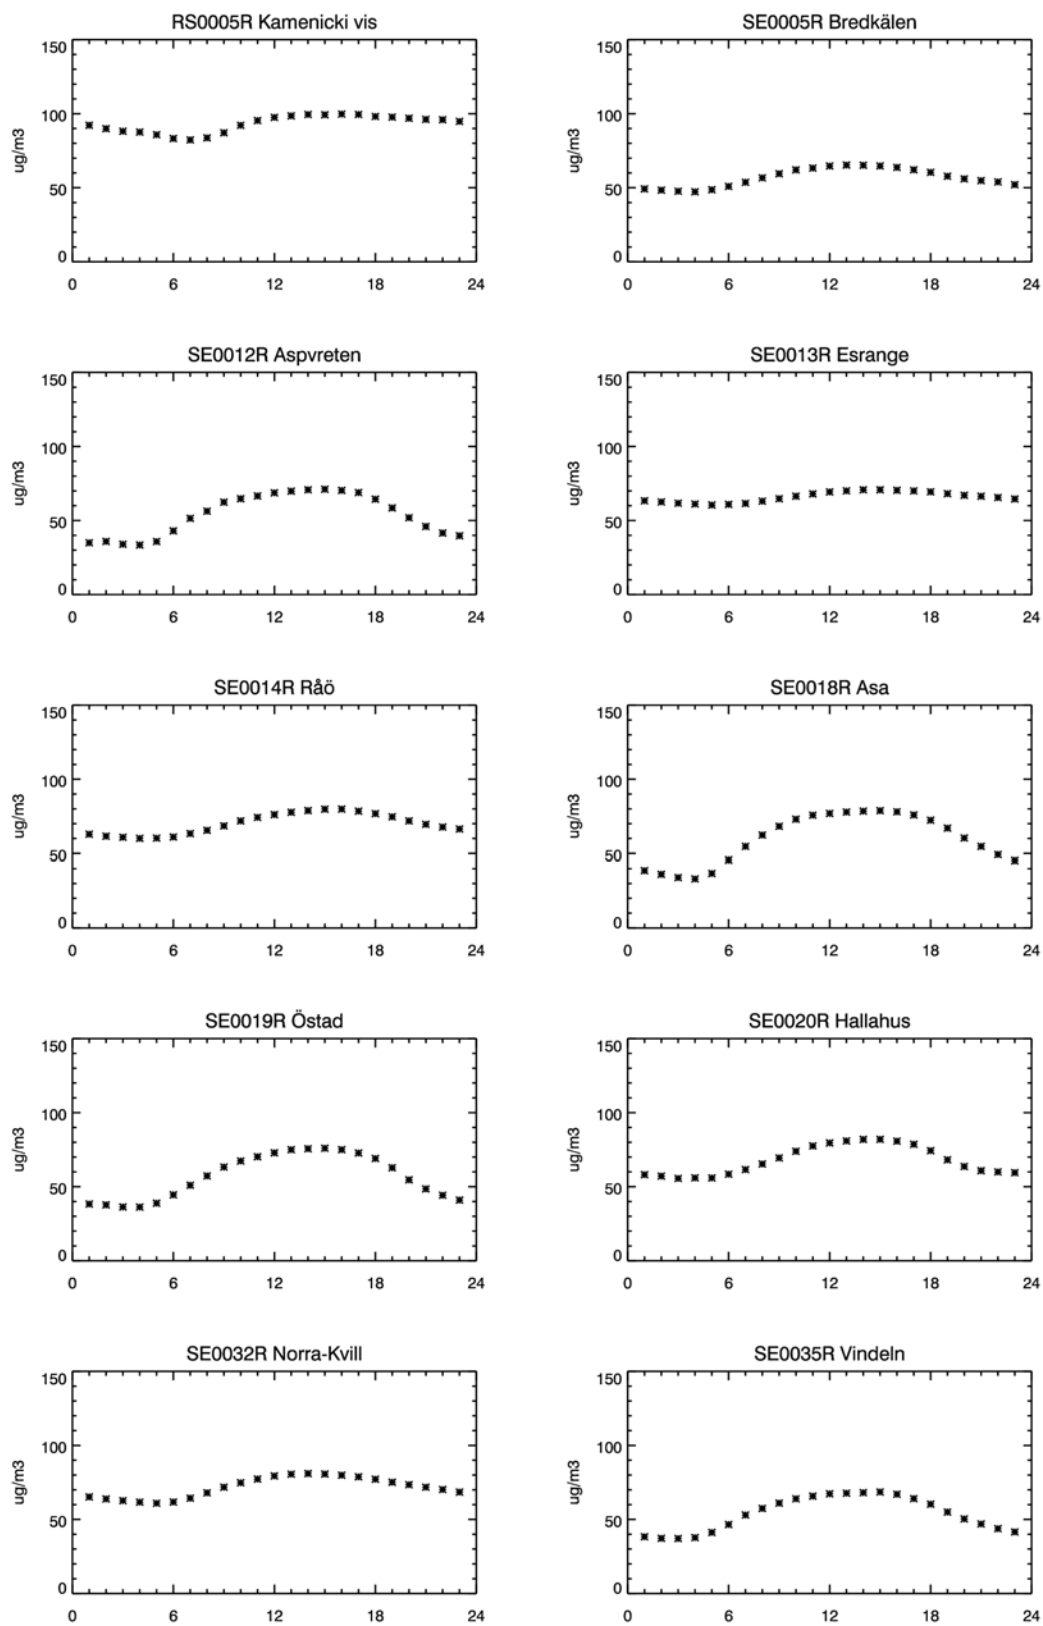 RS0005R Kamenicki vis
150
100
50
0
ug/m3
0 6 12 18 24
SE0005R Bredkälen
150
100
50
0
ug/m3
0 6 12 18 24
SE0012R Aspvreten
150
100
50
0
ug/m3
0 6 12 18 24
SE0013R Esrange
150
100
50
0
ug/m3
0 6 12 18 24
SE0014R Råö
150
100
50
0
ug/m3
0 6 12 18 24
SE0018R Asa
150
100
50
0
ug/m3
0 6 12 18 24
SE0019R Östad
150
100
50
0
ug/m3
0 6 12 18 24
SE0020R Hallahus
150
100
50
0
ug/m3
0 6 12 18 24
SE0032R Norra-Kvill
150
100
50
0
ug/m3
0 6 12 18 24
SE0035R Vindeln
150
100
50
0
ug/m3
0 6 12 18 24